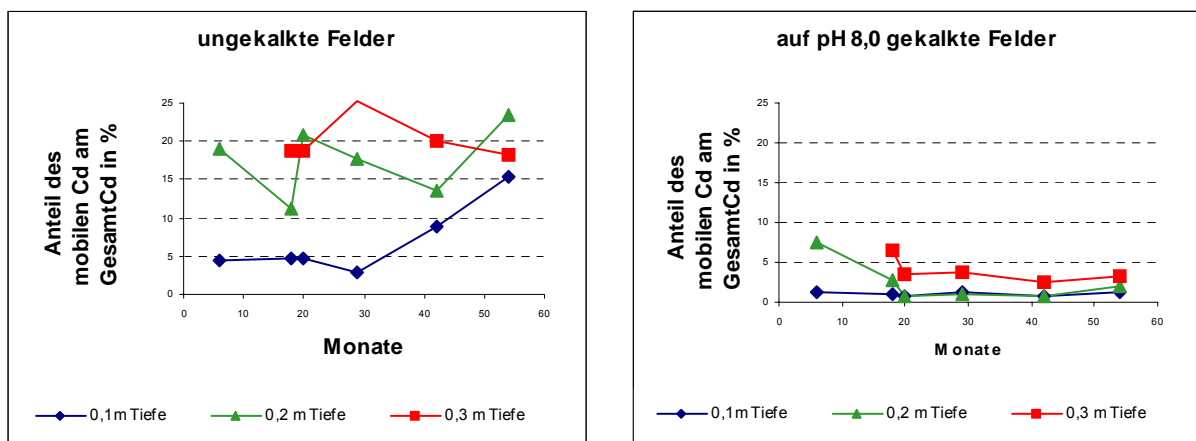 ungekalkte Felder
Anteil des
mobilen Cd am
GesamtCd in %
0 10 20 30 40 50 60
25
20
15
10
5
0
Monate
0,1m Tiefe 0,2 m Tiefe 0,3 m Tiefe
auf pH 8,0 gekalkte Felder
Anteil des
mobilen Cd am
GesamtCd in %
25
20
15
10
5
0
0 10 20 30 40 50 60
Monate
0,1m Tiefe 0,2 m Tiefe 0,3 m Tiefe